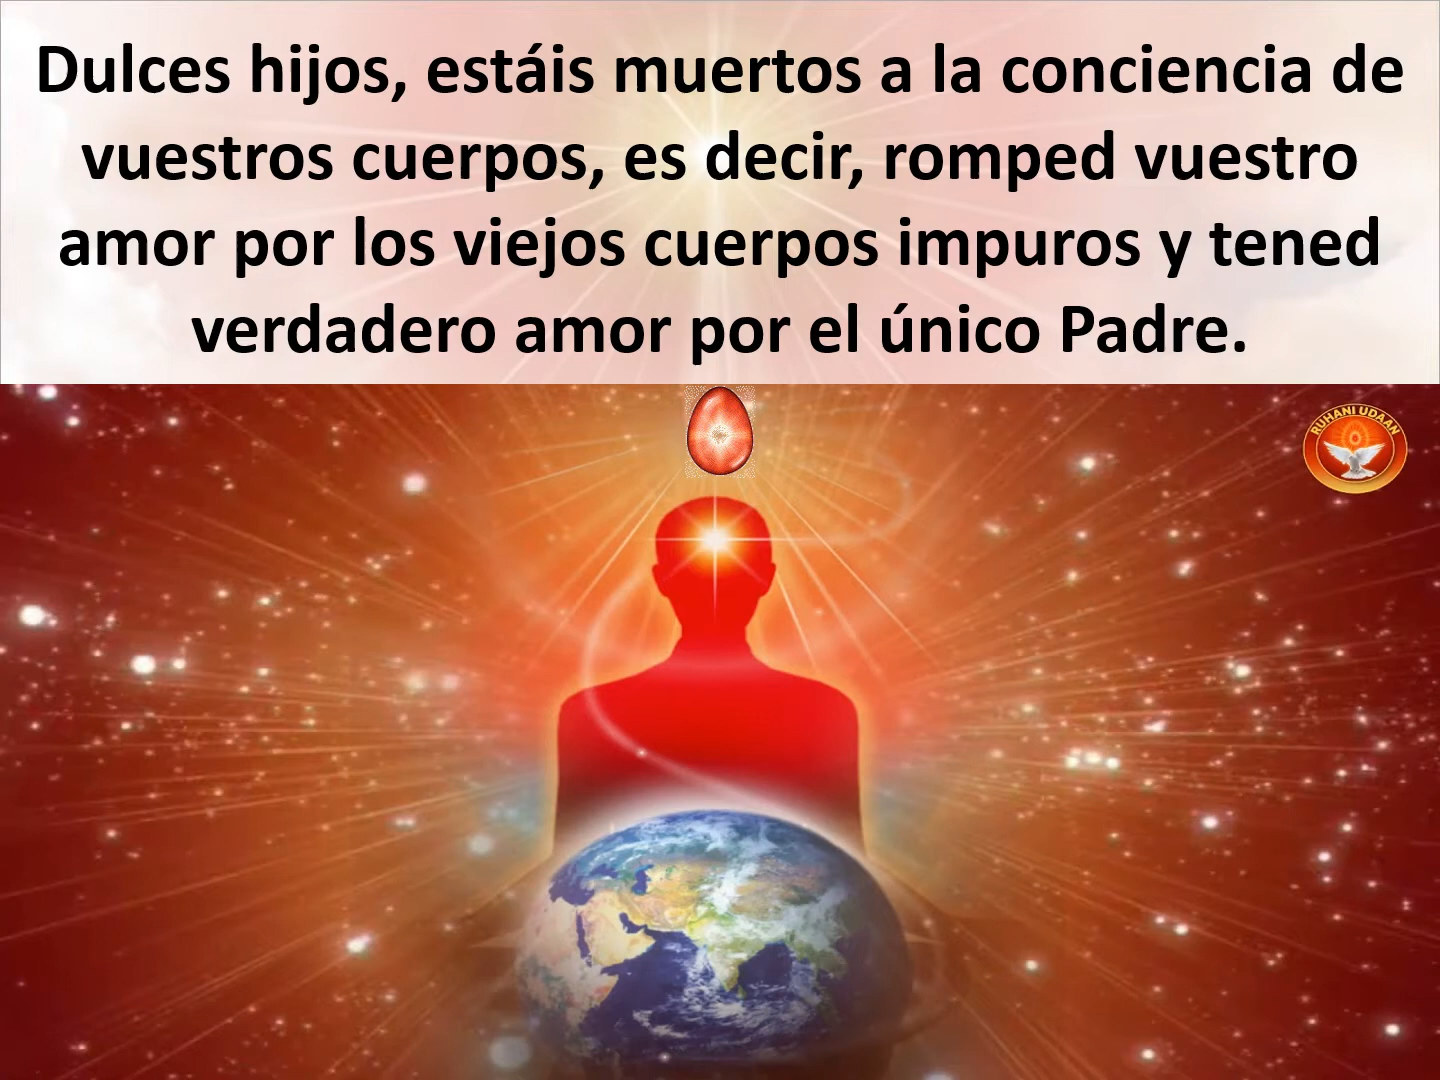 Dulces hijos, estáis muertos a la conciencia de
vuestros cuerpos, es decir, romped vuestro
amor por los viejos cuerpos impuros y tened
verdadero amor por el único Padre.
RUHANI UDAAN